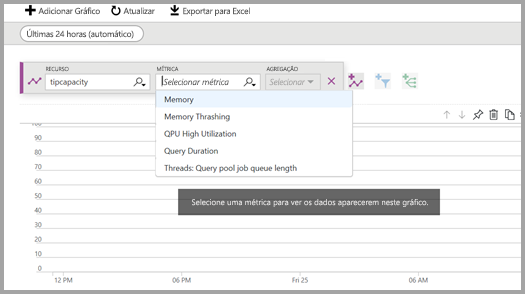 Adicionar Gráfico Atualizar Exportar para Excel
Últimas 24 horas (automático)
RECURSO MÉTRICA AGREGAÇÃO
tipcapacity Selecionar métrica Selecionar
Memory
Memory Thrashing
QPU High Utilization
Query Duration
Threads: Query pool job queue length
100
90
80
70
60
50
40
30
20
10
0
Selecione uma métrica para ver os dados aparecerem neste gráfico.
12 PM 06 PM Fri 25 06 AM